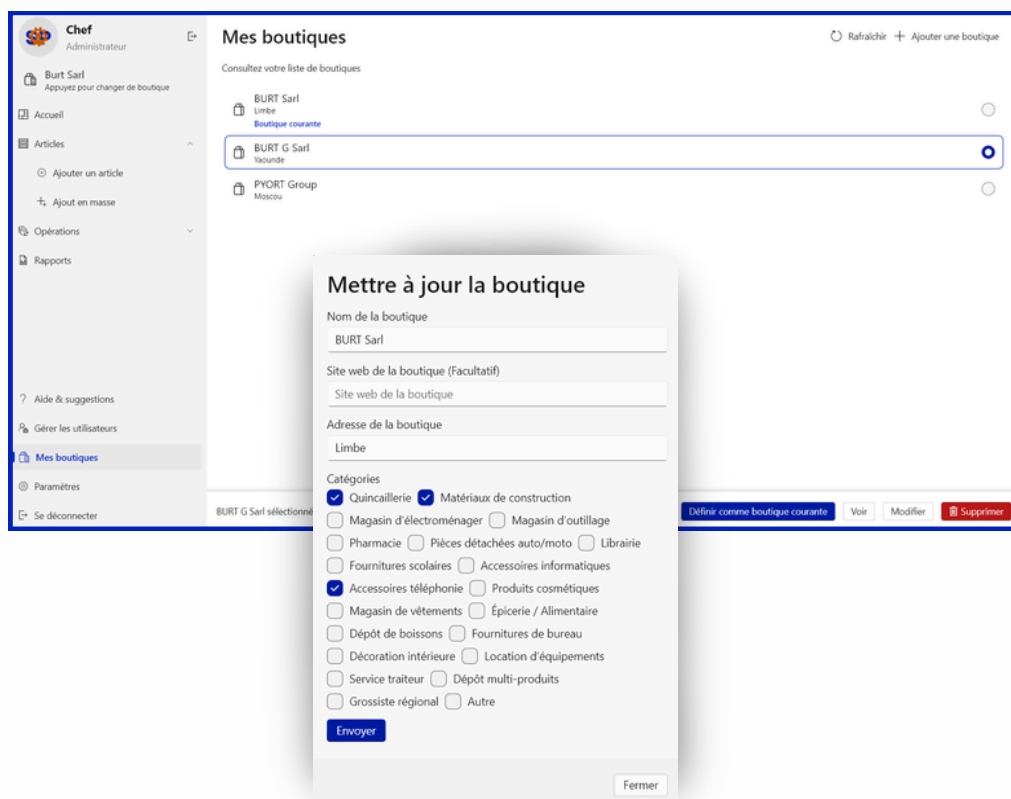 Chef
Administrateur
Burt Sarl
Appuyez pour changer de boutique
Accueil
Articles
Ajouter un article
Ajout en masse
Opérations
Rapports
? Aide & suggestions
Gérer les utilisateurs
Mes boutiques
Paramètres
Se déconnecter
Mes boutiques
Rafraîchir
Ajouter une boutique
Consultez votre liste de boutiques
BURT Sarl
Limbe
Boutique courante
BURT G Sarl
Yaounde
PYORT Group
Moscou
BURT G Sarl sélectionné
Définir comme boutique courante
Voir
Modifier
Supprimer
Mettre à jour la boutique
Nom de la boutique
BURT Sarl
Site web de la boutique (Facultatif)
Site web de la boutique
Adresse de la boutique
Limbe
Catégories
Quincaillerie Matériaux de construction
Magasin d'électroménager Magasin d'outillage
Pharmacie Pièces détachées auto/moto Librairie
Fournitures scolaires Accessoires informatiques
Accessoires téléphonie Produits cosmétiques
Magasin de vêtements Épicerie / Alimentaire
Dépôt de boissons Fournitures de bureau
Décoration intérieure Location d'équipements
Service traiteur Dépôt multi-produits
Grossiste régional Autre
Envoyer
Fermer